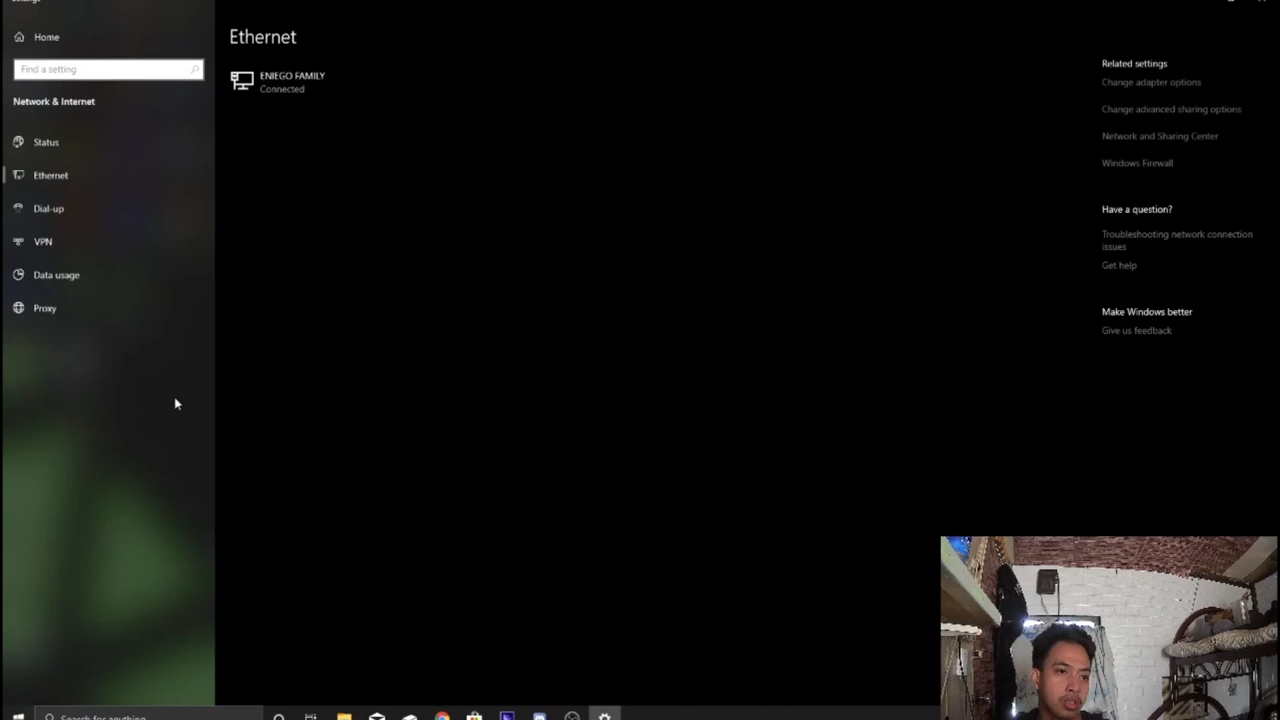 Home
Find a setting
Network & Internet
Status
Ethernet
Dial-up
VPN
Data usage
Proxy
Ethernet
ENIEGO FAMILY
Connected
Related settings
Change adapter options
Change advanced sharing options
Network and Sharing Center
Windows Firewall
Have a question?
Troubleshooting network connection
issues
Get help
Make Windows better
Give us feedback
Search for anything